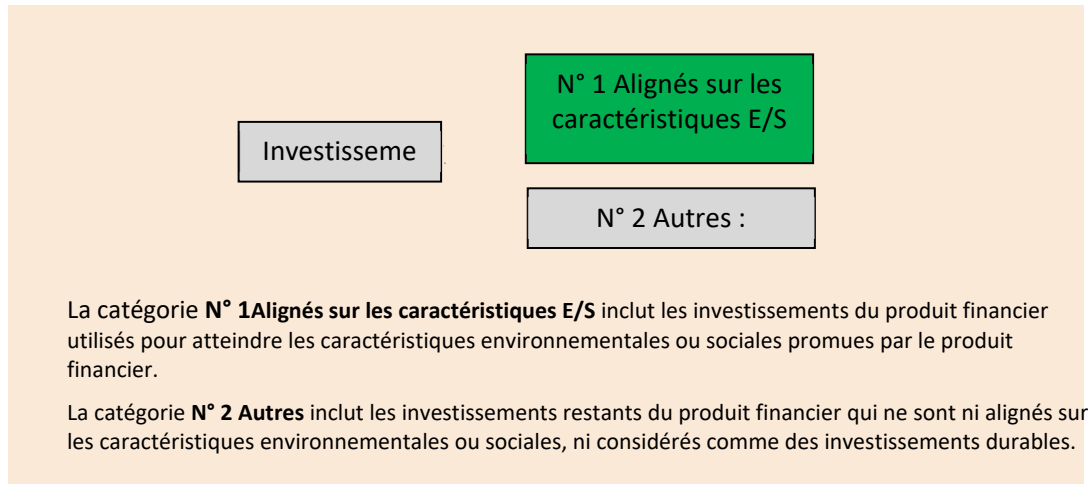 N° 1 Alignés sur les
caractéristiques E/S
Investisseme
N° 2 Autres :
La catégorie N° 1Alignés sur les caractéristiques E/S inclut les investissements du produit financier
utilisés pour atteindre les caractéristiques environnementales ou sociales promues par le produit
financier.
La catégorie N° 2 Autres inclut les investissements restants du produit financier qui ne sont ni alignés sur
les caractéristiques environnementales ou sociales, ni considérés comme des investissements durables.